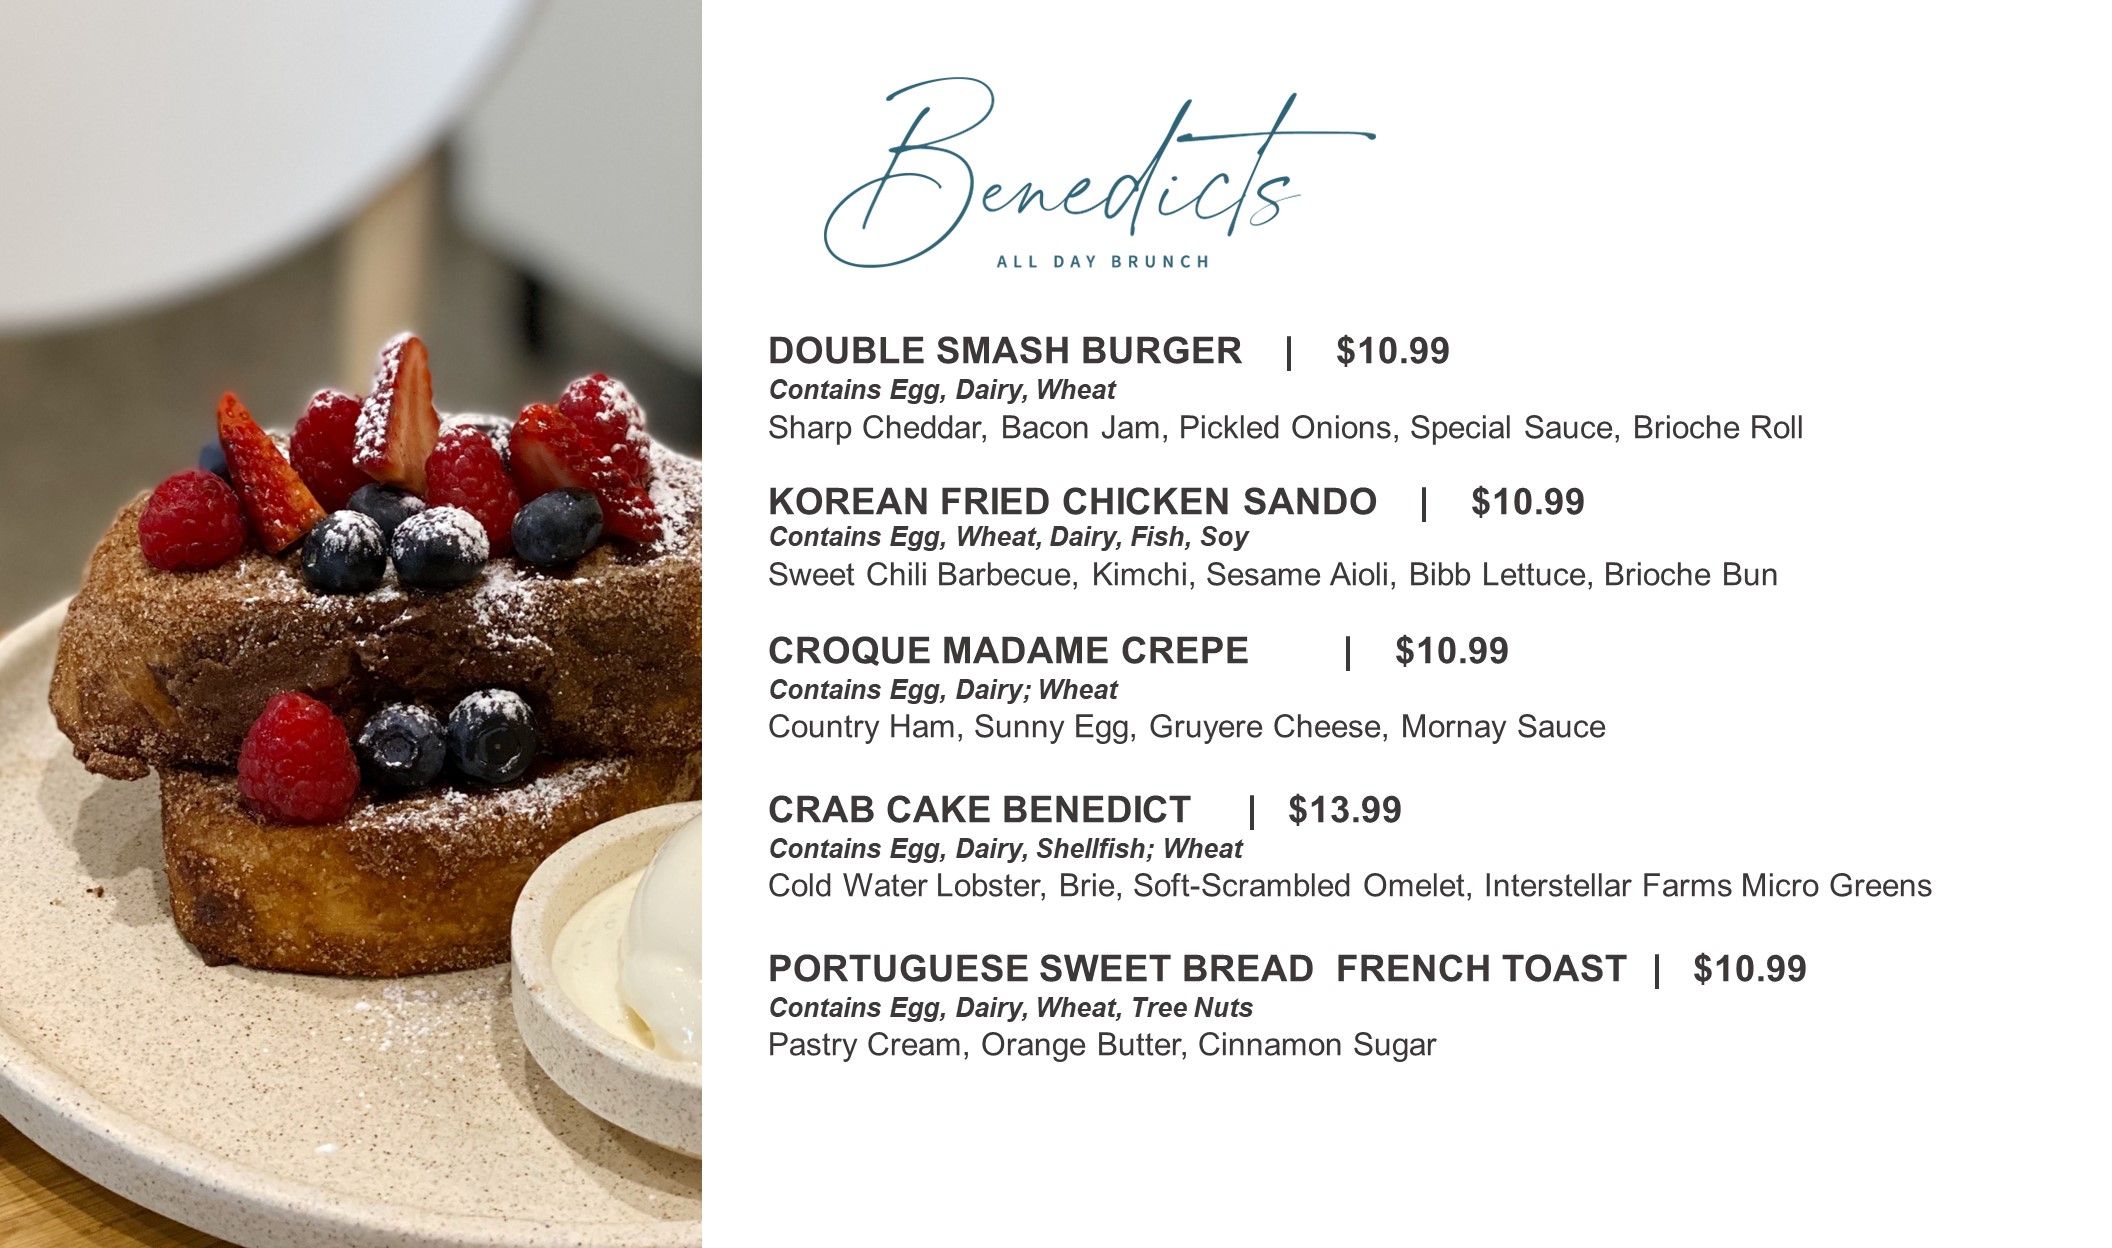 Benedicts
ALL DAY BRUNCH
DOUBLE SMASH BURGER | $10.99
Contains Egg, Dairy, Wheat
Sharp Cheddar, Bacon Jam, Pickled Onions, Special Sauce, Brioche Roll
KOREAN FRIED CHICKEN SANDO | $10.99
Contains Egg, Wheat, Dairy, Fish, Soy
Sweet Chili Barbecue, Kimchi, Sesame Aioli, Bibb Lettuce, Brioche Bun
CROQUE MADAME CREPE | $10.99
Contains Egg, Dairy; Wheat
Country Ham, Sunny Egg, Gruyere Cheese, Mornay Sauce
CRAB CAKE BENEDICT | $13.99
Contains Egg, Dairy, Shellfish; Wheat
Cold Water Lobster, Brie, Soft-Scrambled Omelet, Interstellar Farms Micro Greens
PORTUGUESE SWEET BREAD FRENCH TOAST | $10.99
Contains Egg, Dairy, Wheat, Tree Nuts
Pastry Cream, Orange Butter, Cinnamon Sugar